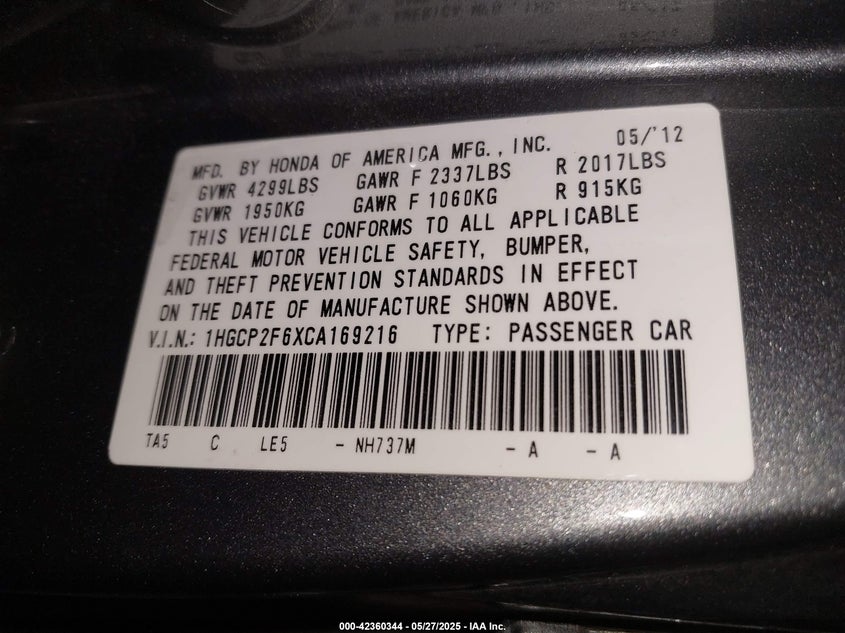 MFD. BY HONDA OF AMERICA MFG., INC. 05/'12
GVWR 4299LBS GAWR F 2337LBS R 2017LBS
GVWR 1950KG GAWR F 1060KG R 915KG
THIS VEHICLE CONFORMS TO ALL APPLICABLE
FEDERAL MOTOR VEHICLE SAFETY, BUMPER,
AND THEFT PREVENTION STANDARDS IN EFFECT
ON THE DATE OF MANUFACTURE SHOWN ABOVE.
V.I.N.: 1HGCP2F6XCA169216 TYPE: PASSENGER CAR
TA5 C LE5 - NH737M - A - A
000-42360344 - 05/27/2025 - IAA Inc.